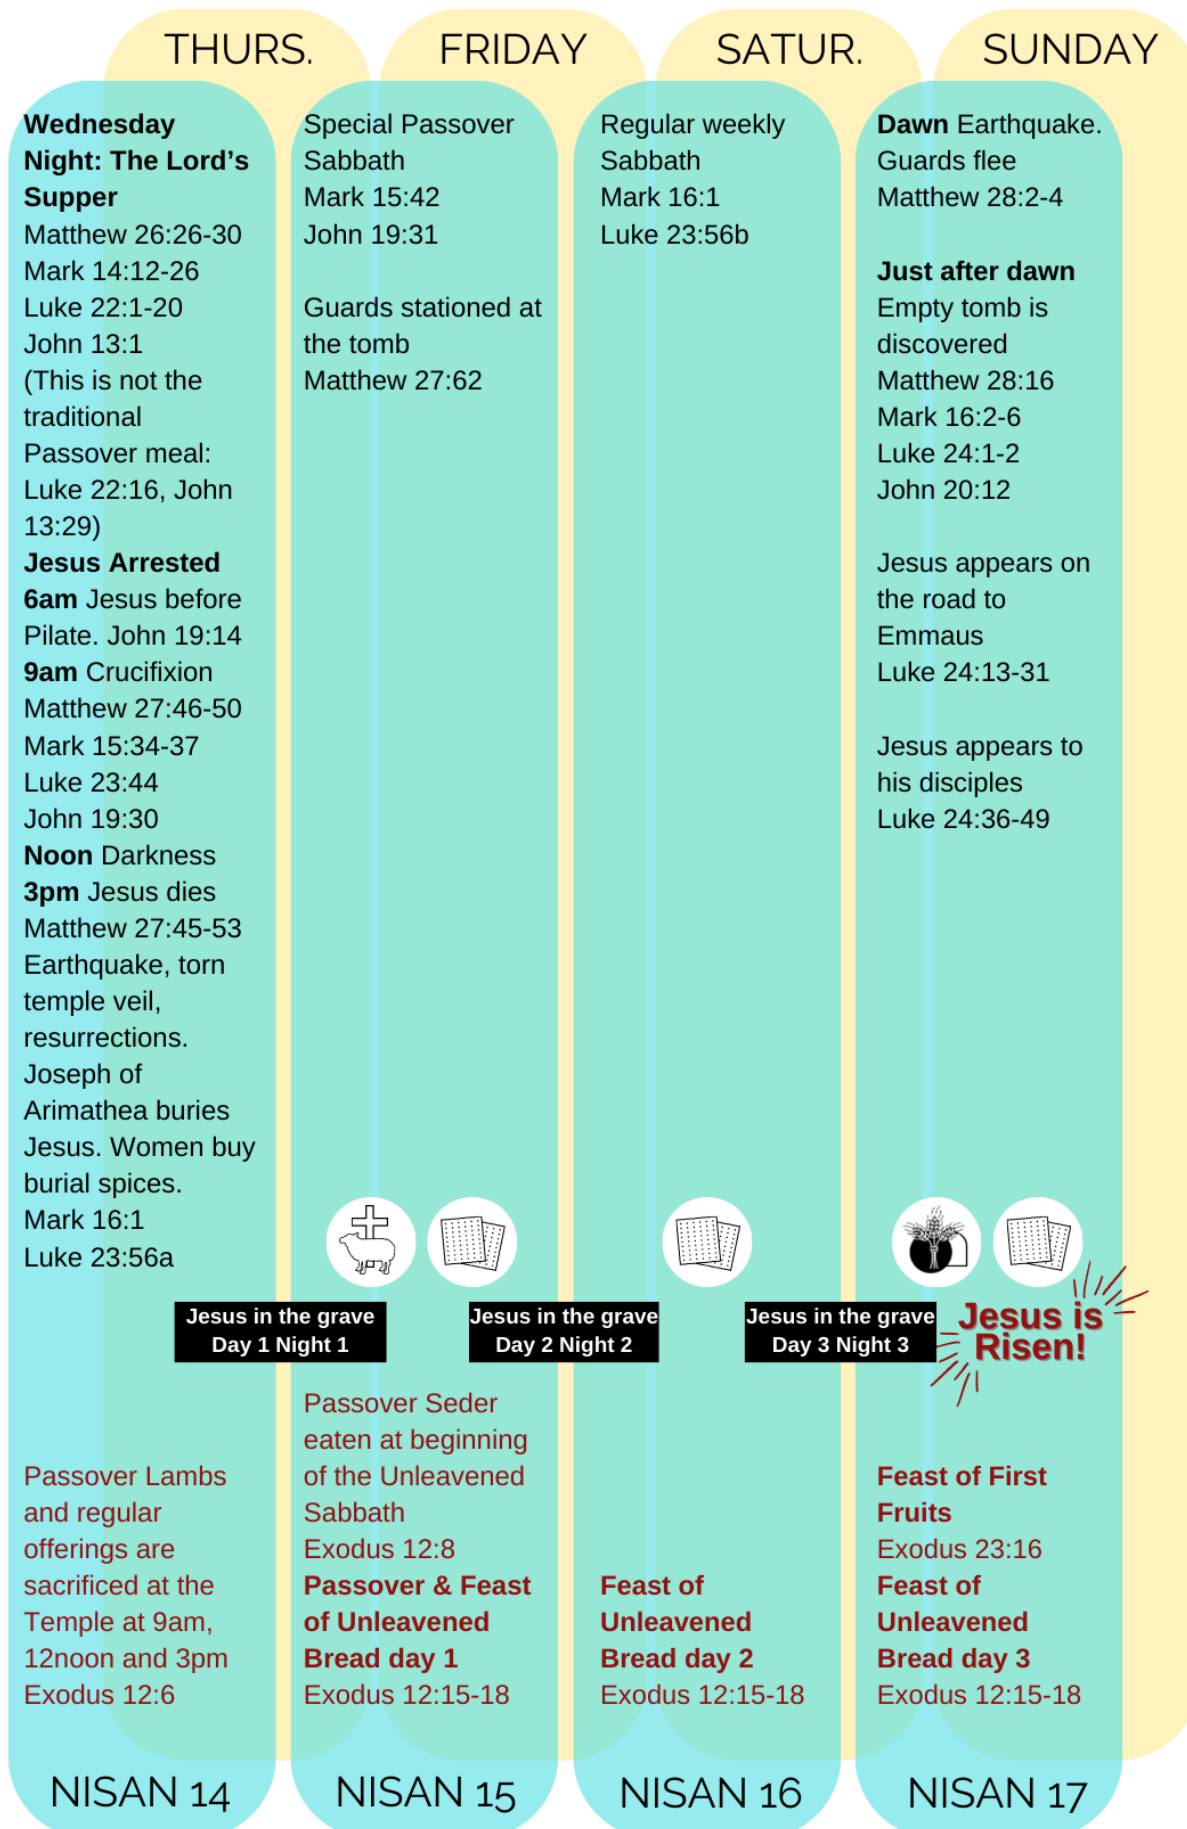 THURS.
FRIDAY
SATUR.
SUNDAY
Wednesday
Night: The Lord's
Supper
Matthew 26:26-30
Mark 14:12-26
Luke 22:1-20
John 13:1
(This is not the
traditional
Passover meal:
Luke 22:16, John
13:29)
Jesus Arrested
6am Jesus before
Pilate. John 19:14
9am Crucifixion
Matthew 27:46-50
Mark 15:34-37
Luke 23:44
John 19:30
Noon Darkness
3pm Jesus dies
Matthew 27:45-53
Earthquake, torn
temple veil,
resurrections.
Joseph of
Arimathea buries
Jesus. Women buy
burial spices.
Mark 16:1
Luke 23:56a
Passover Lambs
and regular
offerings are
sacrificed at the
Temple at 9am,
12noon and 3pm
Exodus 12:6
NISAN 14
Special Passover
Sabbath
Mark 15:42
John 19:31
Guards stationed at
the tomb
Matthew 27:62
Jesus in the grave
Day 1 Night 1
Passover Seder
eaten at beginning
of the Unleavened
Sabbath
Exodus 12:8
Passover & Feast
of Unleavened
Bread day 1
Exodus 12:15-18
NISAN 15
Regular weekly
Sabbath
Mark 16:1
Luke 23:56b
Jesus in the grave
Day 2 Night 2
Feast of
Unleavened
Bread day 2
Exodus 12:15-18
NISAN 16
Dawn Earthquake.
Guards flee
Matthew 28:2-4
Just after dawn
Empty tomb is
discovered
Matthew 28:16
Mark 16:2-6
Luke 24:1-2
John 20:12
Jesus appears on
the road to
Emmaus
Luke 24:13-31
Jesus appears to
his disciples
Luke 24:36-49
Jesus in the grave
Day 3 Night 3
Jesus is
Risen!
Feast of First
Fruits
Exodus 23:16
Feast of
Unleavened
Bread day 3
Exodus 12:15-18
NISAN 17